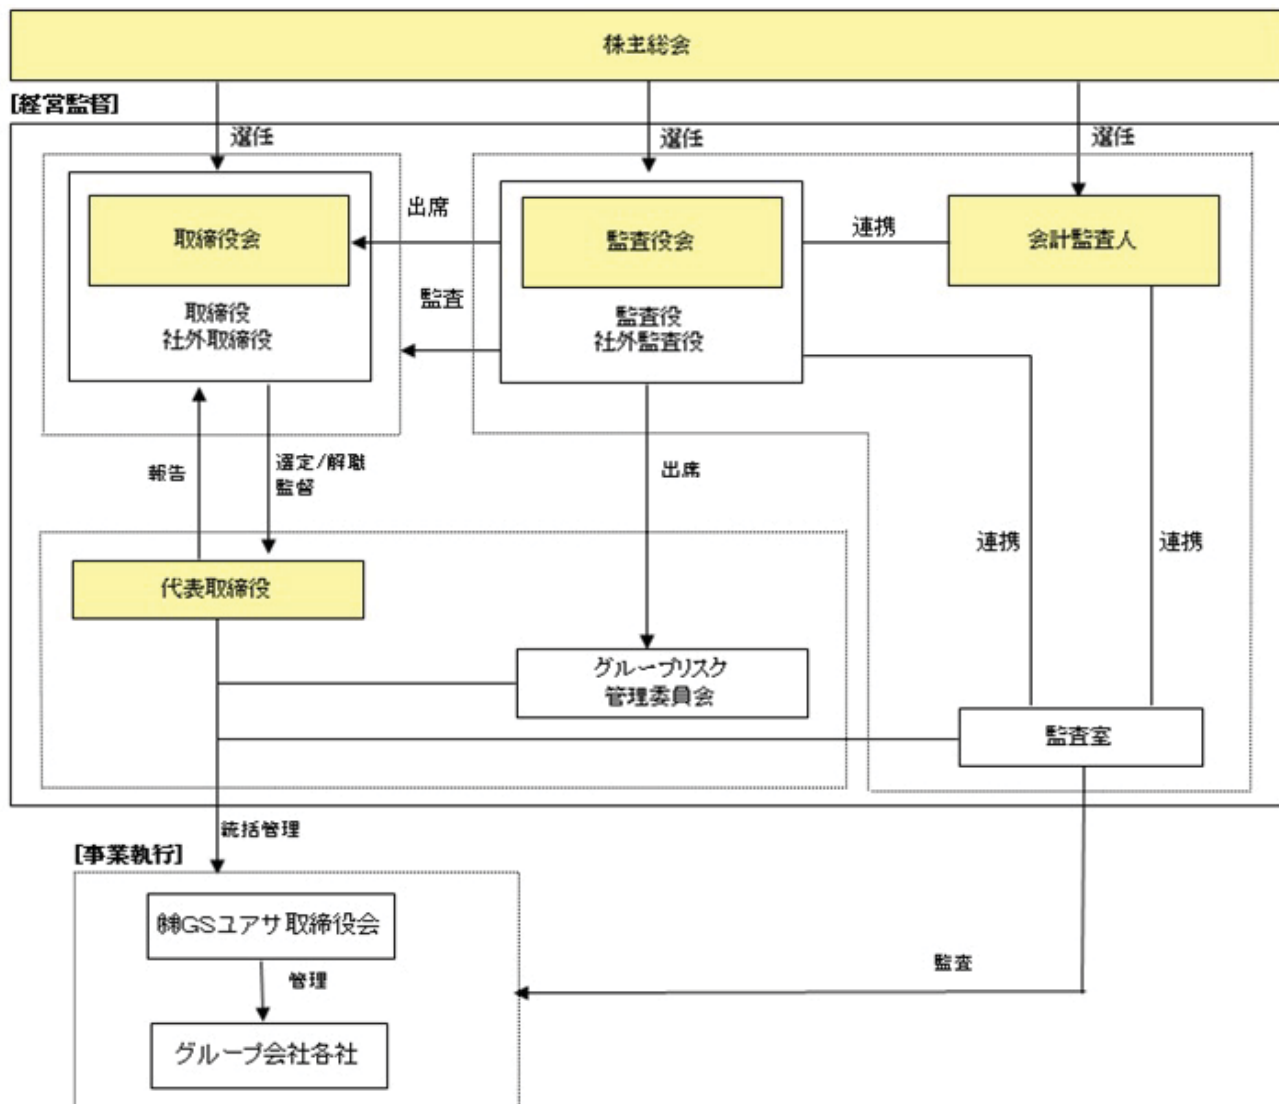 株主総会
[経営監督]
選任
選任
選任
取締役会
取締役
社外取締役
出席
監査
監査役会
監査役
社外監査役
連携
会計監査人
報告
選定/解職
監督
出席
連携
連携
代表取締役
グループリスク
管理委員会
監査室
統括管理
[事業執行]
㈱GSユアサ取締役会
管理
グループ会社各社
監査